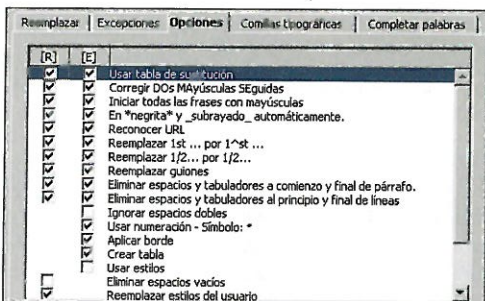 Reemplazar Excepciones Opciones Comillas tipográficas Completar palabras
[R] [E]
Usar tabla de sustitución
Corregir DOs MAyúsculas SEguidas
Iniciar todas las frases con mayúsculas
En *negrita* y _subrayado_ automáticamente.
Reconocer URL
Reemplazar 1st ... por 1^st ...
Reemplazar 1/2... por 1/2...
Reemplazar guiones
Eliminar espacios y tabuladores a comienzo y final de párrafo.
Eliminar espacios y tabuladores al principio y final de líneas
Ignorar espacios dobles
Usar numeración - Símbolo: *
Aplicar borde
Crear tabla
Usar estilos
Eliminar espacios vacíos
Reemplazar estilos del usuario